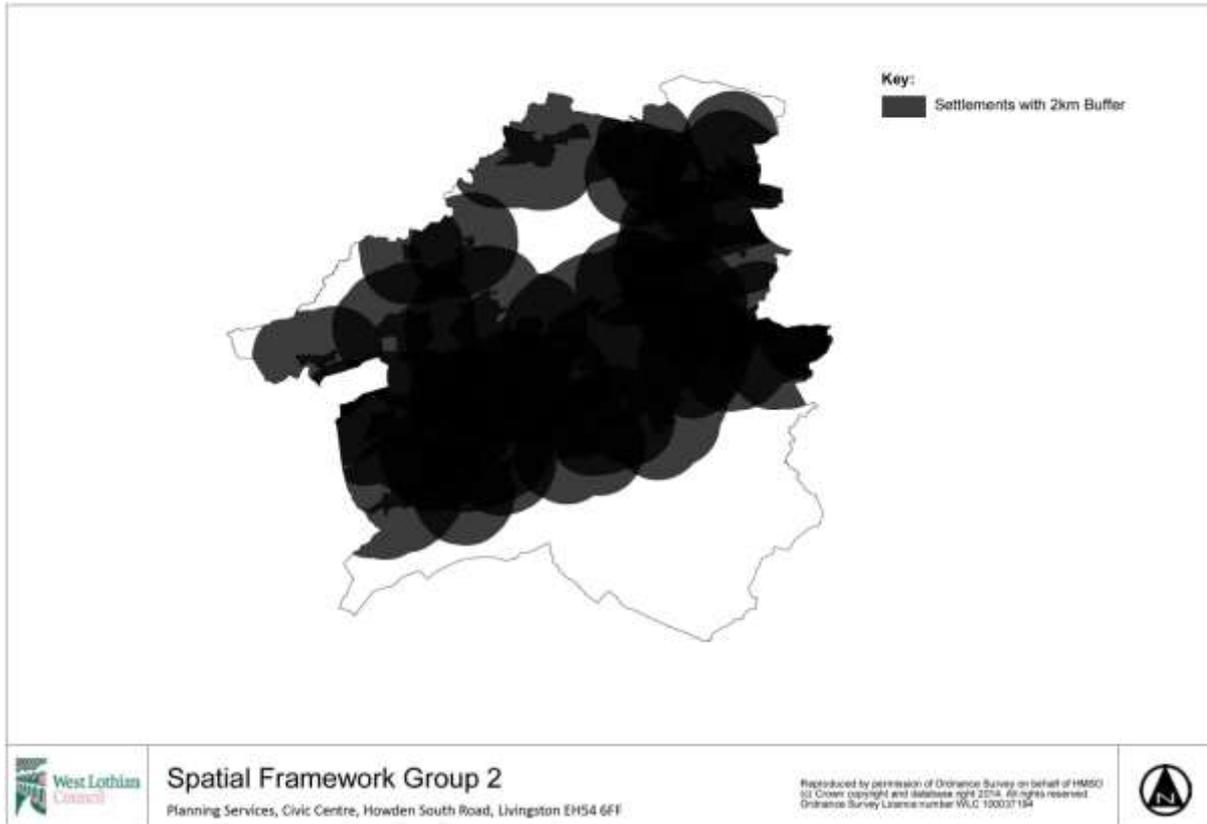 Key:
Settlements with 2km Buffer
West Lothian
Council
Spatial Framework Group 2
Planning Services, Civic Centre, Howden South Road, Livingston EH54 6FF
Reproduced by permission of Ordnance Survey on behalf of HMSO
(c) Crown copyright and database right 2014. All rights reserved
Ordnance Survey Licence number WLC 100037194
N